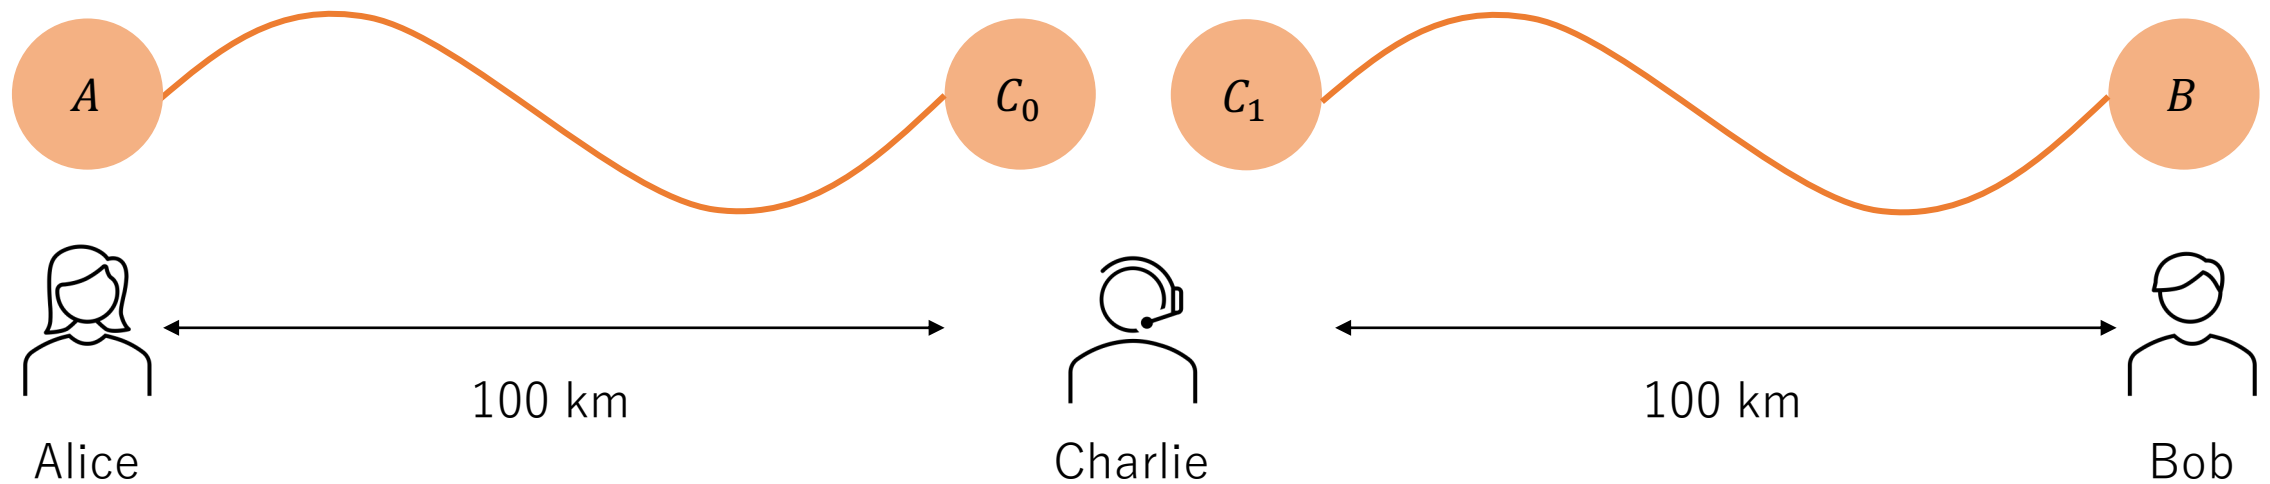 A C₀ C₁ B
100 km 100 km
Alice Charlie Bob